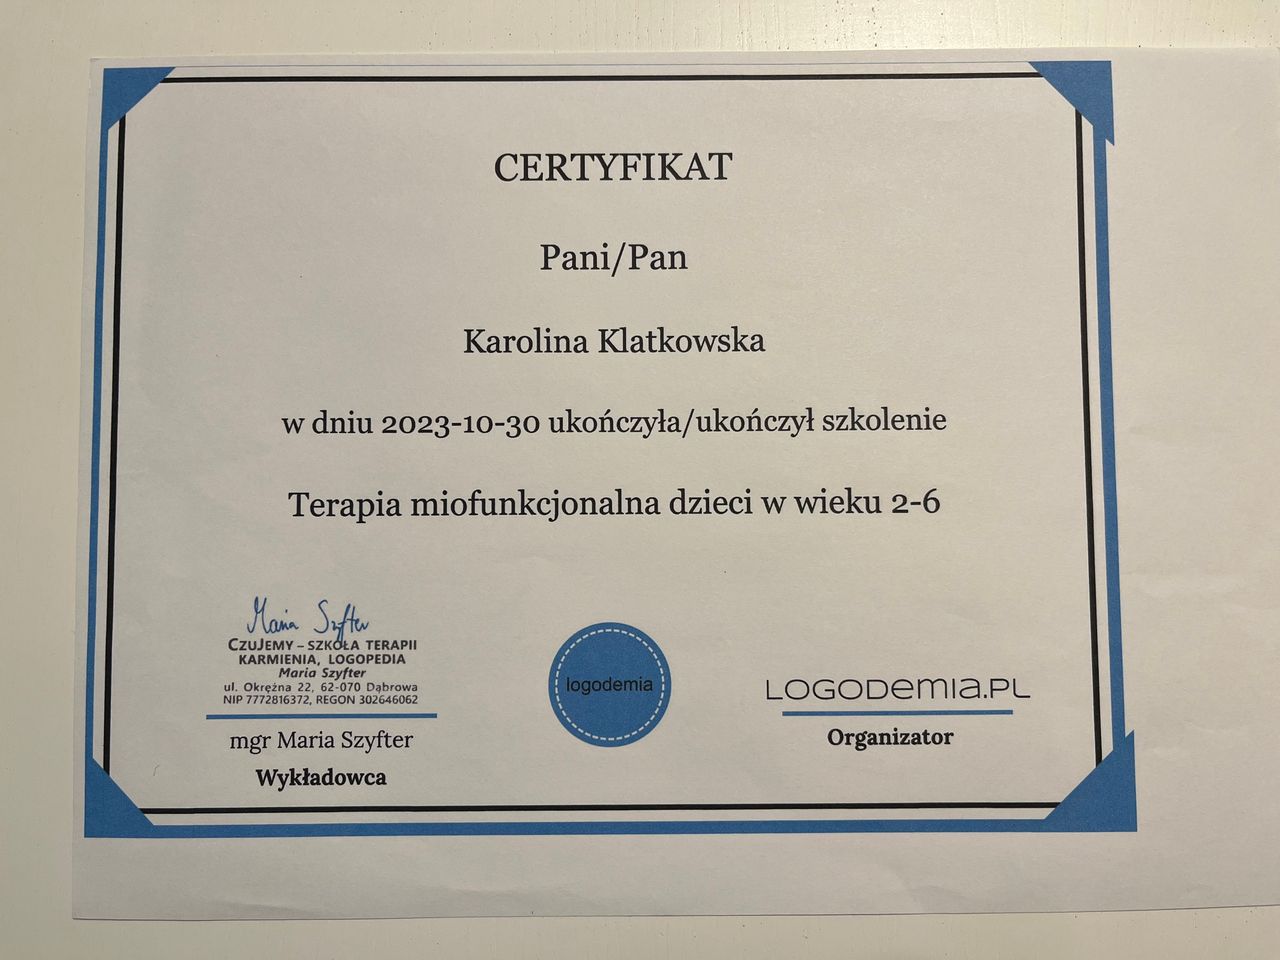 CERTYFIKAT
Pani/Pan
Karolina Klatkowska
w dniu 2023-10-30 ukończyła/ukończył szkolenie
Terapia miofunkcjonalna dzieci w wieku 2-6
Maria Szyfter
CZUJEMY – SZKOŁA TERAPII
KARMIENIA, LOGOPEDIA
Maria Szyfter
ul. Okrężna 22, 62-070 Dąbrowa
NIP 7772816372, REGON 302646062
mgr Maria Szyfter
Wykładowca
logodemia
LOGODEMIA.PL
Organizator